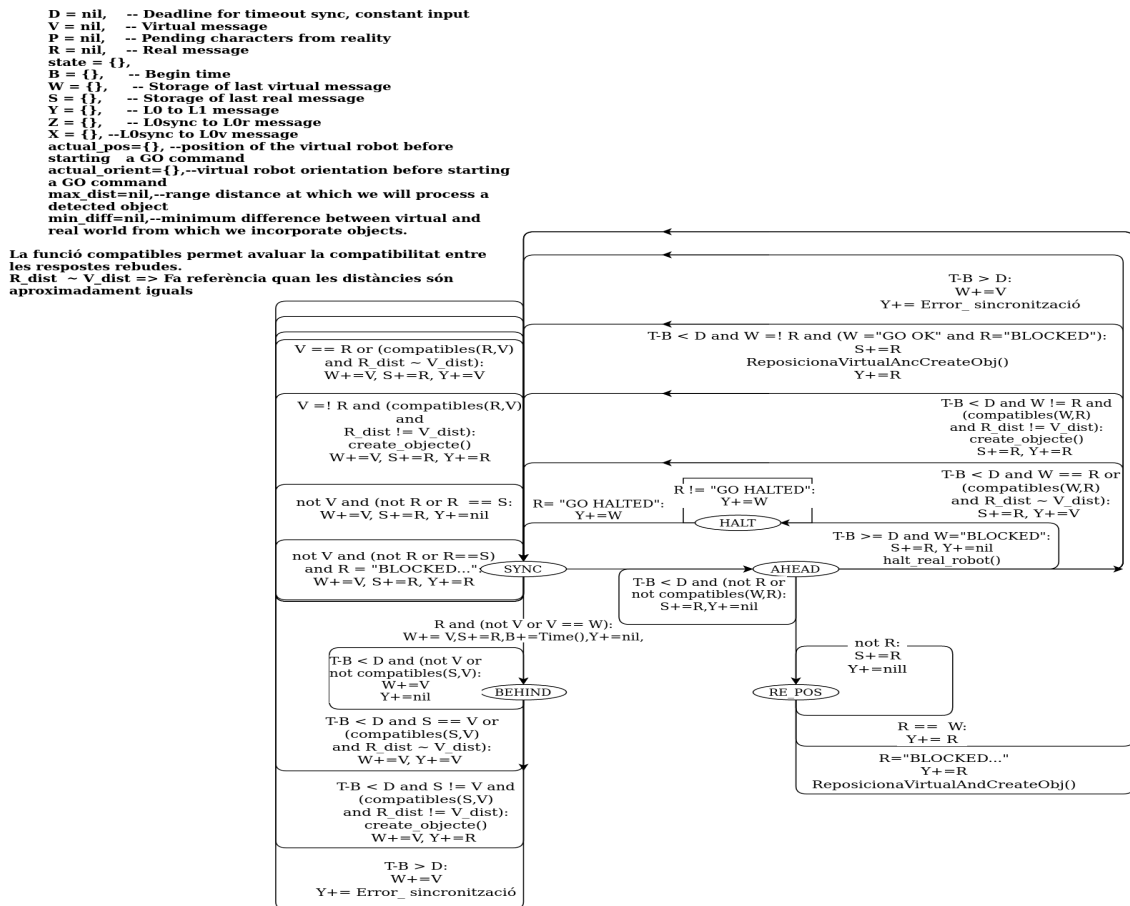 D = nil,    -- Deadline for timeout sync, constant input
V = nil,    -- Virtual message
P = nil,    -- Pending characters from reality
R = nil,    -- Real message
state = {},
B = {},     -- Begin time
W = {},      -- Storage of last virtual message
S = {},     -- Storage of last real message
Y = {},     -- L0 to L1 message
Z = {},     -- L0sync to L0r message
X = {}, --L0sync to L0v message
actual_pos={}, --position of the virtual robot before
starting   a GO command
actual_orient={},--virtual robot orientation before starting
a GO command
max_dist=nil,--range distance at which we will process a
detected object
min_diff=nil,--minimum difference between virtual and
real world from which we incorporate objects.
La funció compatibles permet avaluar la compatibilitat entre
les respostes rebudes.
R_dist  ~ V_dist => Fa referència quan les distàncies són
aproximadament iguals
T-B > D:
W+=V
Y+= Error_ sincronització
T-B < D and W =! R and (W ="GO OK" and R="BLOCKED"):
S+=R
ReposicionaVirtualAncCreateObj()
Y+=R
V == R or (compatibles(R,V)
and R_dist ~ V_dist):
W+=V, S+=R, Y+=V
V =! R and (compatibles(R,V)
and
R_dist != V_dist):
create_objecte()
W+=V, S+=R, Y+=R
T-B < D and W != R and
(compatibles(W,R)
and R_dist != V_dist):
create_objecte()
S+=R, Y+=R
T-B < D and W == R or
(compatibles(W,R)
and R_dist ~ V_dist):
S+=R, Y+=V
R != "GO HALTED":
Y+=W
R= "GO HALTED":
Y+=W
HALT
not V and (not R or R  == S:
W+=V, S+=R, Y+=nil
T-B >= D and W="BLOCKED":
S+=R, Y+=nil
halt_real_robot()
not V and (not R or R==S)
and R = "BLOCKED...":
W+=V, S+=R, Y+=R
SYNC
AHEAD
T-B < D and (not R or
not compatibles(W,R):
S+=R,Y+=nil
R and (not V or V == W):
W+= V,S+=R,B+=Time(),Y+=nil,
not R:
S+=R
Y+=nill
T-B < D and (not V or
not compatibles(S,V):
W+=V
Y+=nil
BEHIND
RE_POS
T-B < D and S == V or
(compatibles(S,V)
and R_dist ~ V_dist):
W+=V, Y+=V
R ==  W:
Y+= R
R="BLOCKED..."
Y+=R
ReposicionaVirtualAndCreateObj()
T-B < D and S != V and
(compatibles(S,V)
and R_dist != V_dist):
create_objecte()
W+=V, Y+=R
T-B > D:
W+=V
Y+= Error_ sincronització